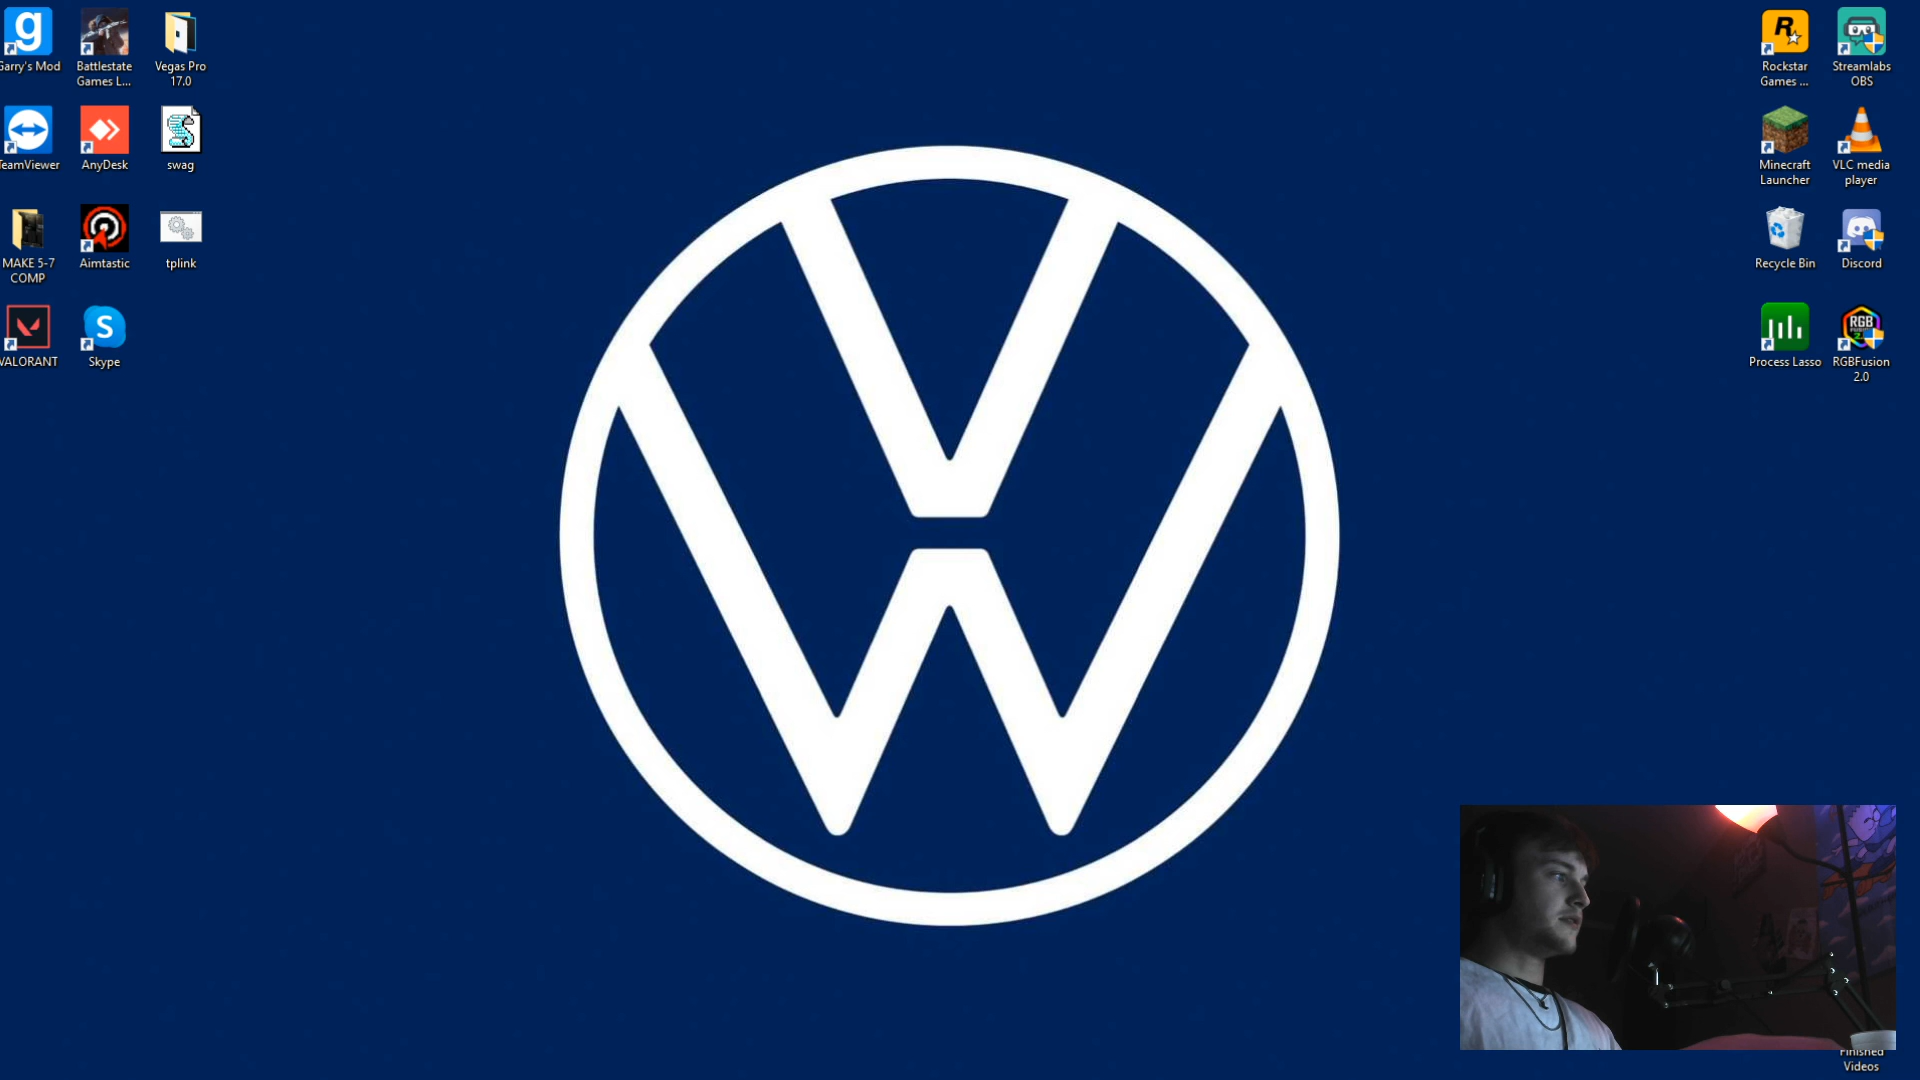 Garry's Mod
Battlestate
Games L...
Vegas Pro
17.0
TeamViewer
AnyDesk
swag
MAKE 5-7
COMP
Aimtastic
tplink
VALORANT
Skype
Rockstar
Games ...
Streamlabs
OBS
Minecraft
Launcher
VLC media
player
Recycle Bin
Discord
Process Lasso
RGBFusion
2.0
Finished
Videos